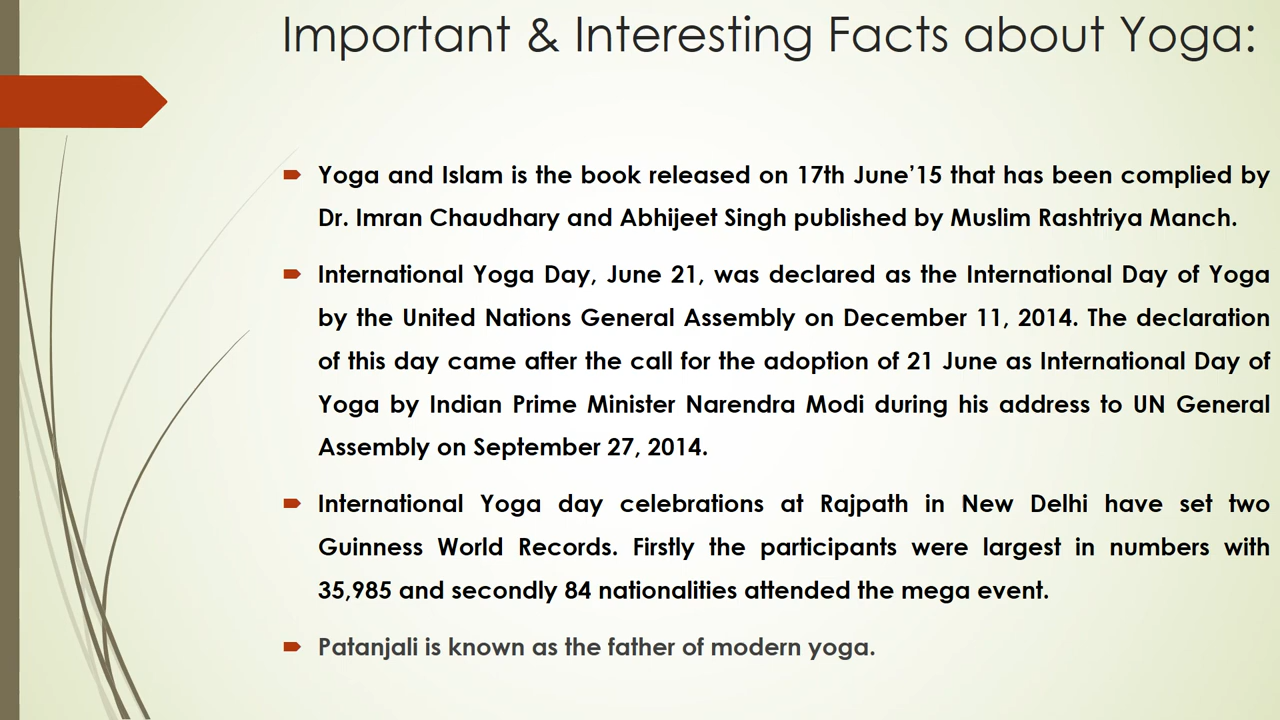 Important & Interesting Facts about Yoga:
Yoga and Islam is the book released on 17th June’15 that has been complied by
Dr. Imran Chaudhary and Abhijeet Singh published by Muslim Rashtriya Manch.
International Yoga Day, June 21, was declared as the International Day of Yoga
by the United Nations General Assembly on December 11, 2014. The declaration
of this day came after the call for the adoption of 21 June as International Day of
Yoga by Indian Prime Minister Narendra Modi during his address to UN General
Assembly on September 27, 2014.
International Yoga day celebrations at Rajpath in New Delhi have set two
Guinness World Records. Firstly the participants were largest in numbers with
35,985 and secondly 84 nationalities attended the mega event.
Patanjali is known as the father of modern yoga.